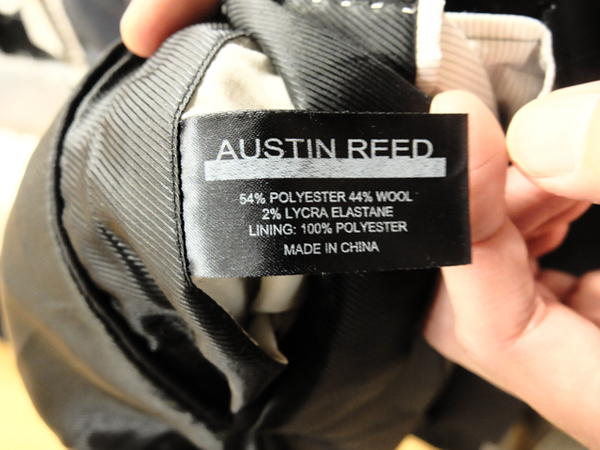 AUSTIN REED
54% POLYESTER 44% WOOL
2% LYCRA ELASTANE
LINING: 100% POLYESTER
MADE IN CHINA